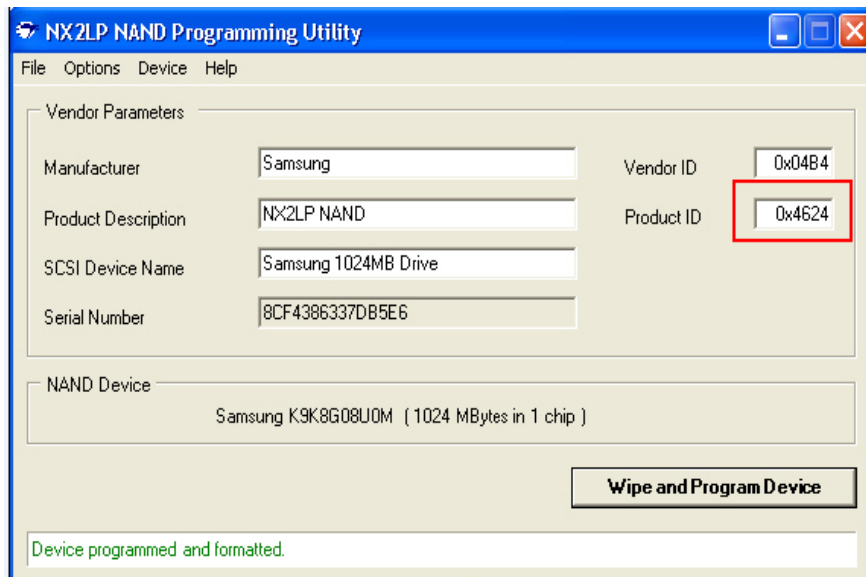 NX2LP NAND Programming Utility
File Options Device Help
Vendor Parameters
Manufacturer Samsung Vendor ID 0x04B4
Product Description NX2LP NAND Product ID 0x4624
SCSI Device Name Samsung 1024MB Drive
Serial Number 8CF4386337DB5E6
NAND Device
Samsung K9K8G08U0M ( 1024 MBytes in 1 chip )
Wipe and Program Device
Device programmed and formatted.